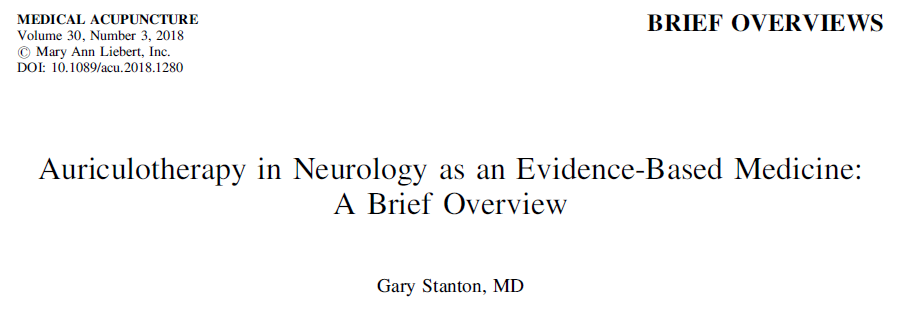 MEDICAL ACUPUNCTURE
Volume 30, Number 3, 2018
© Mary Ann Liebert, Inc.
DOI: 10.1089/acu.2018.1280
BRIEF OVERVIEWS
Auriculotherapy in Neurology as an Evidence-Based Medicine:
A Brief Overview
Gary Stanton, MD